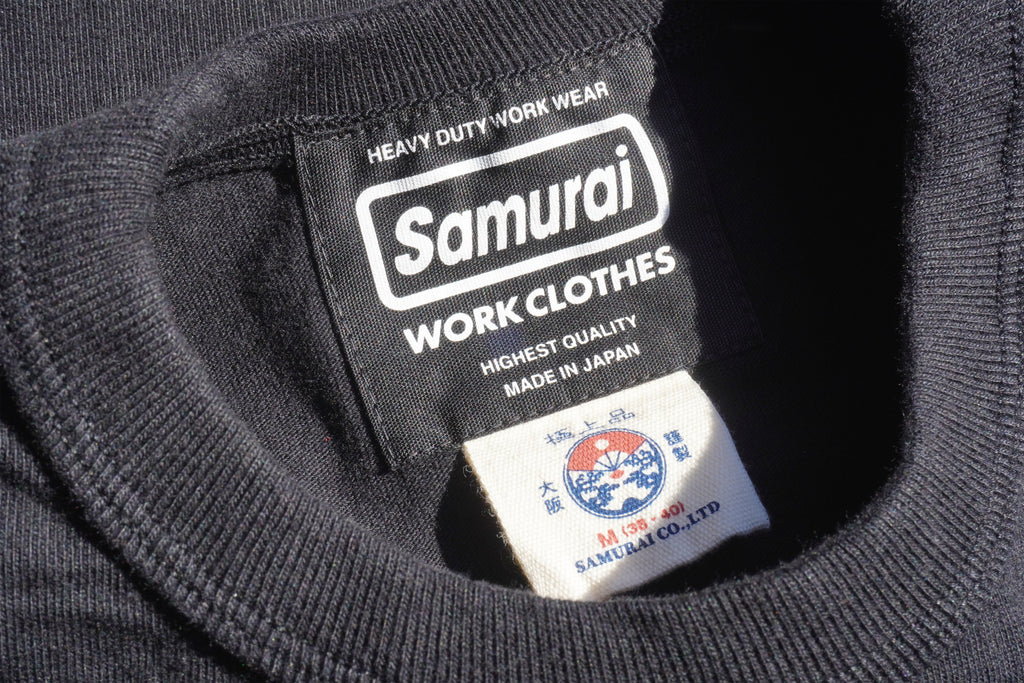 HEAVY DUTY WORK WEAR
Samurai
WORK CLOTHES
HIGHEST QUALITY
MADE IN JAPAN
極上品
大阪
謹製
M (38-40)
SAMURAI CO.,LTD